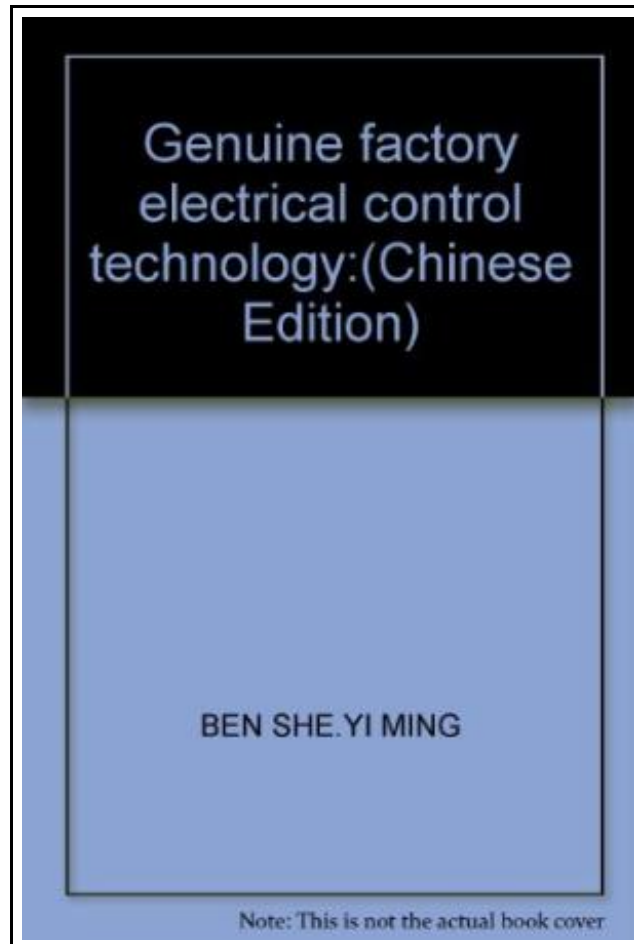 Genuine factory
electrical control
technology:(Chinese
Edition)
BEN SHE.YI MING
Note: This is not the actual book cover